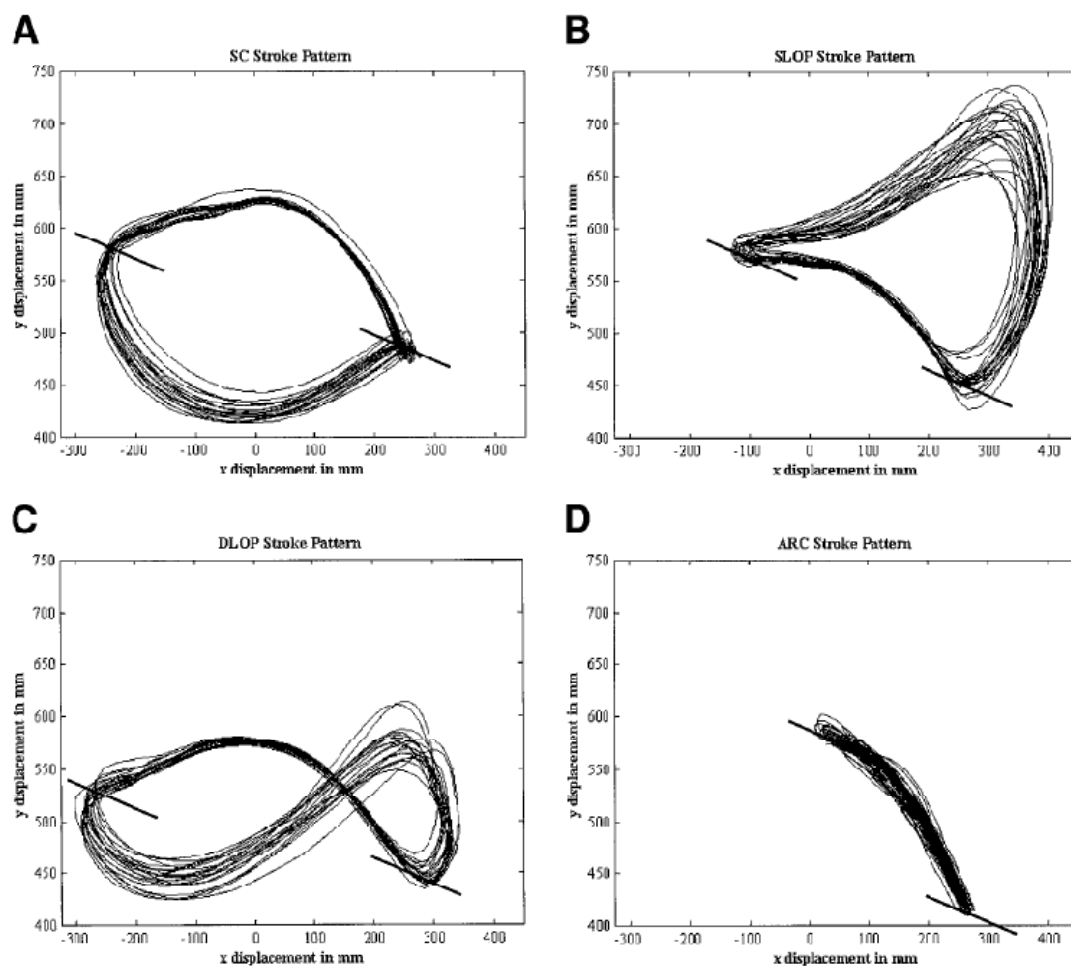 A
SC Stroke Pattern
750
700
650
600
550
500
450
400
y displacement in mm
-300 -200 -100 0 100 200 300 400
x displacement in mm
B
SLOP Stroke Pattern
750
700
650
600
550
500
450
400
y displacement in mm
-300 -200 -100 0 100 200 300 400
x displacement in mm
C
DLOP Stroke Pattern
750
700
650
600
550
500
450
400
y displacement in mm
-300 -200 -100 0 100 200 300 400
x displacement in mm
D
ARC Stroke Pattern
750
700
650
600
550
500
450
400
y displacement in mm
-300 -200 -100 0 100 200 300 400
x displacement in mm